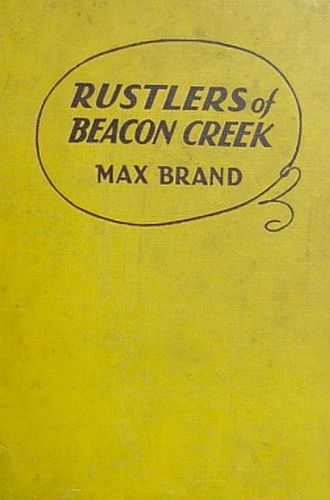 RUSTLERS of
BEACON CREEK
MAX BRAND